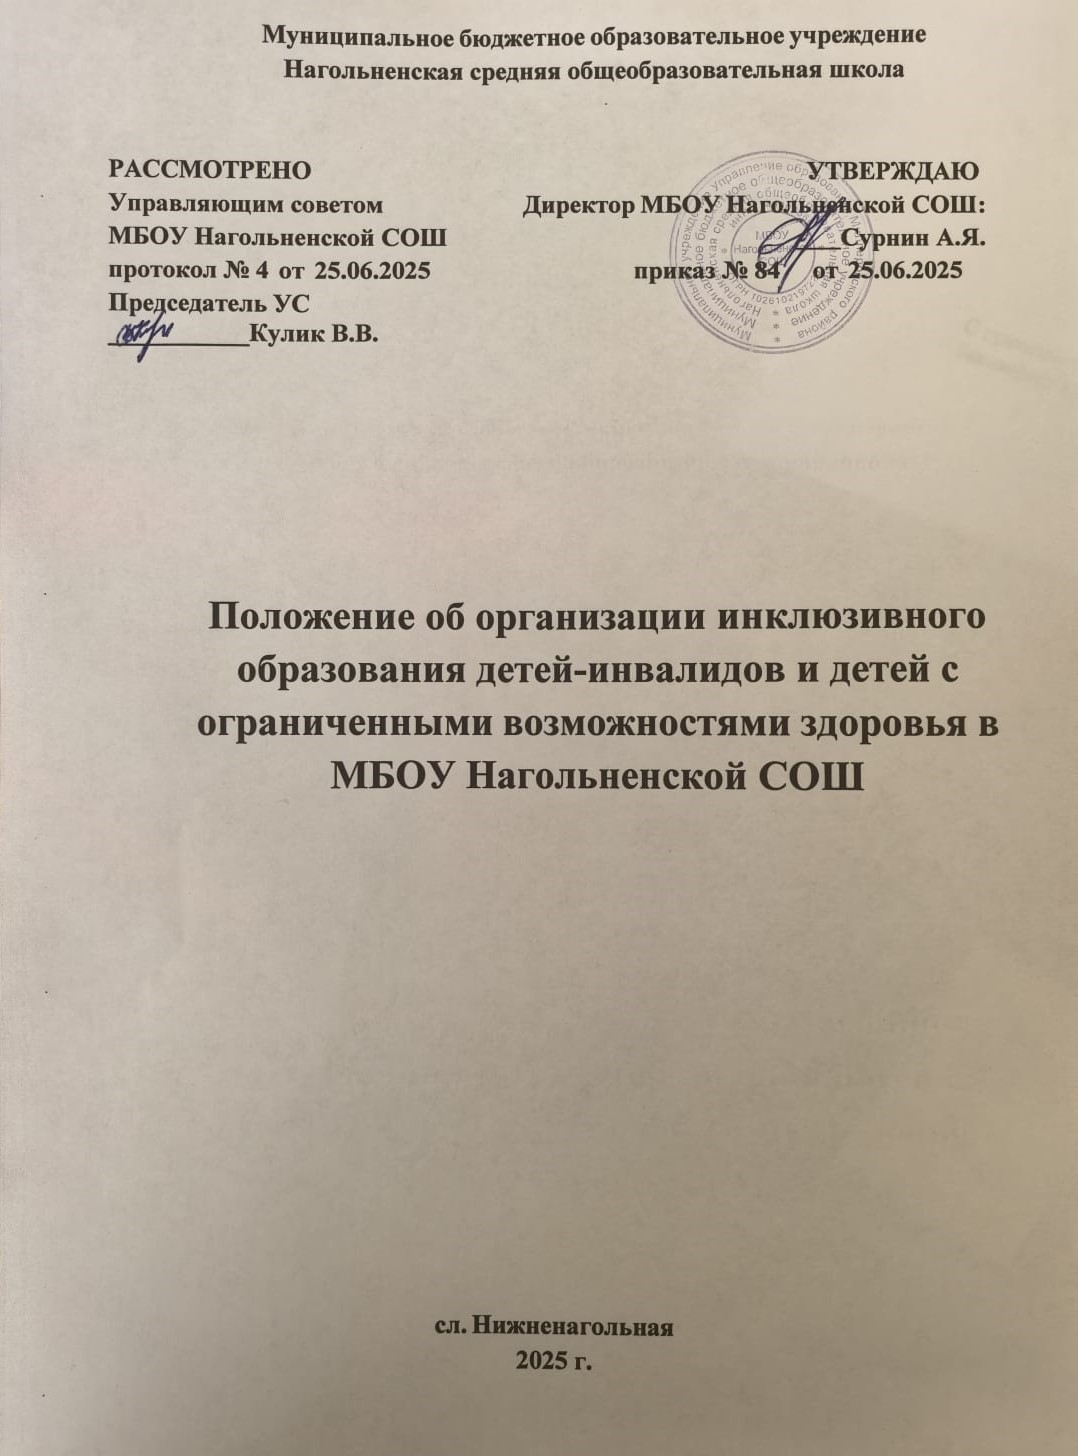 Муниципальное бюджетное образовательное учреждение
Нагольненская средняя общеобразовательная школа
РАССМОТРЕНО
Управляющим советом
МБОУ Нагольненской СОШ
протокол № 4 от 25.06.2025
Председатель УС
Кулик В.В.
УТВЕРЖДАЮ
Директор МБОУ Нагольненской СОШ:
Сурнин А.Я.
приказ № 84 от 25.06.2025
Положение об организации инклюзивного
образования детей-инвалидов и детей с
ограниченными возможностями здоровья в
МБОУ Нагольненской СОШ
сл. Нижненагольная
2025 г.